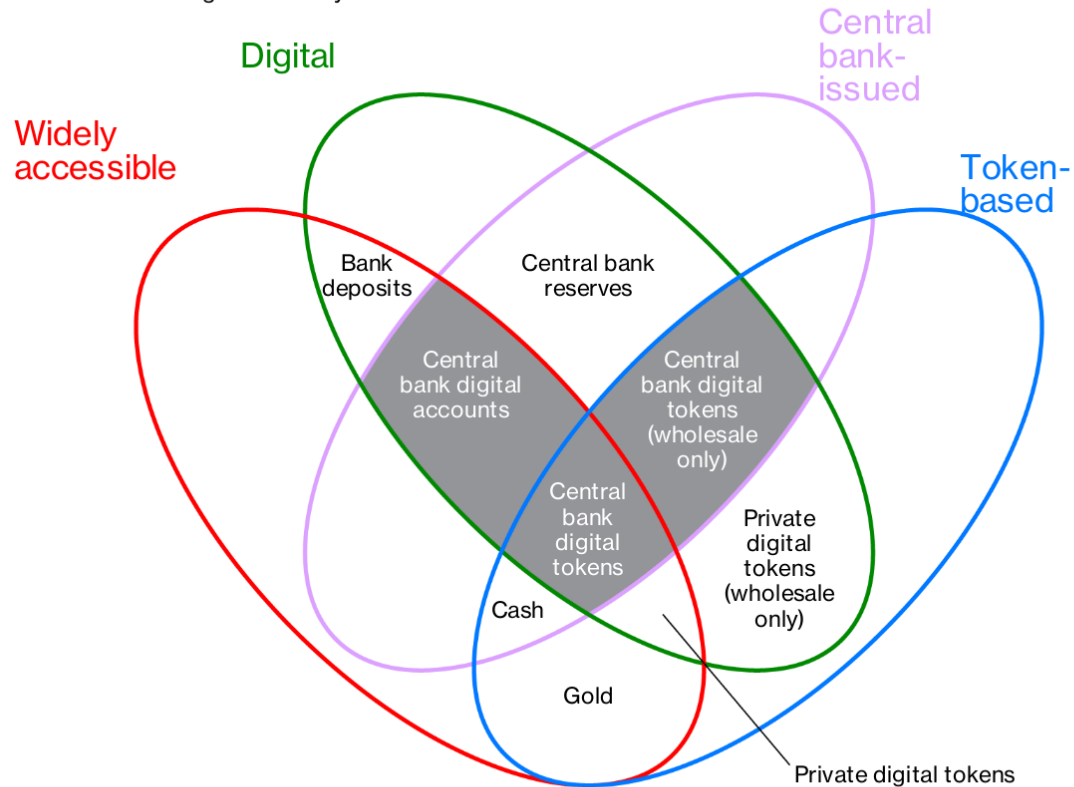 Digital
Central
bank-
issued
Widely
accessible
Token-
based
Bank
deposits
Central bank
reserves
Central
bank digital
accounts
Central
bank digital
tokens
(wholesale
only)
Central
bank
digital
tokens
Private
digital
tokens
(wholesale
only)
Cash
Gold
Private digital tokens